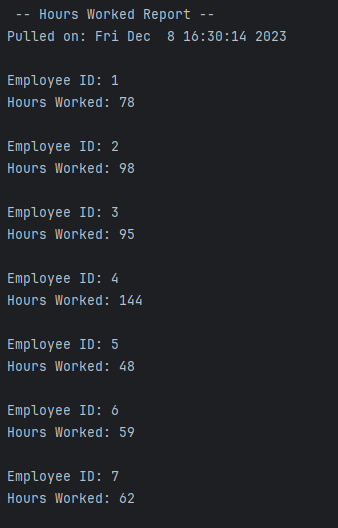 -- Hours Worked Report --
Pulled on: Fri Dec  8 16:30:14 2023
Employee ID: 1
Hours Worked: 78
Employee ID: 2
Hours Worked: 98
Employee ID: 3
Hours Worked: 95
Employee ID: 4
Hours Worked: 144
Employee ID: 5
Hours Worked: 48
Employee ID: 6
Hours Worked: 59
Employee ID: 7
Hours Worked: 62